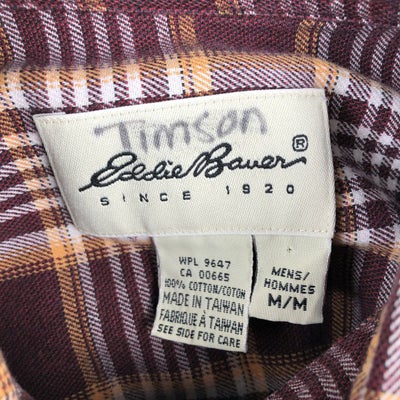 Timson
Eddie Bauer®
SINCE 1920
WPL 9647
CA 00665
100% COTTON/COTON
MADE IN TAIWAN
FABRIQUÉ À TAIWAN
SEE SIDE FOR CARE
MENS/
HOMMES
M/M